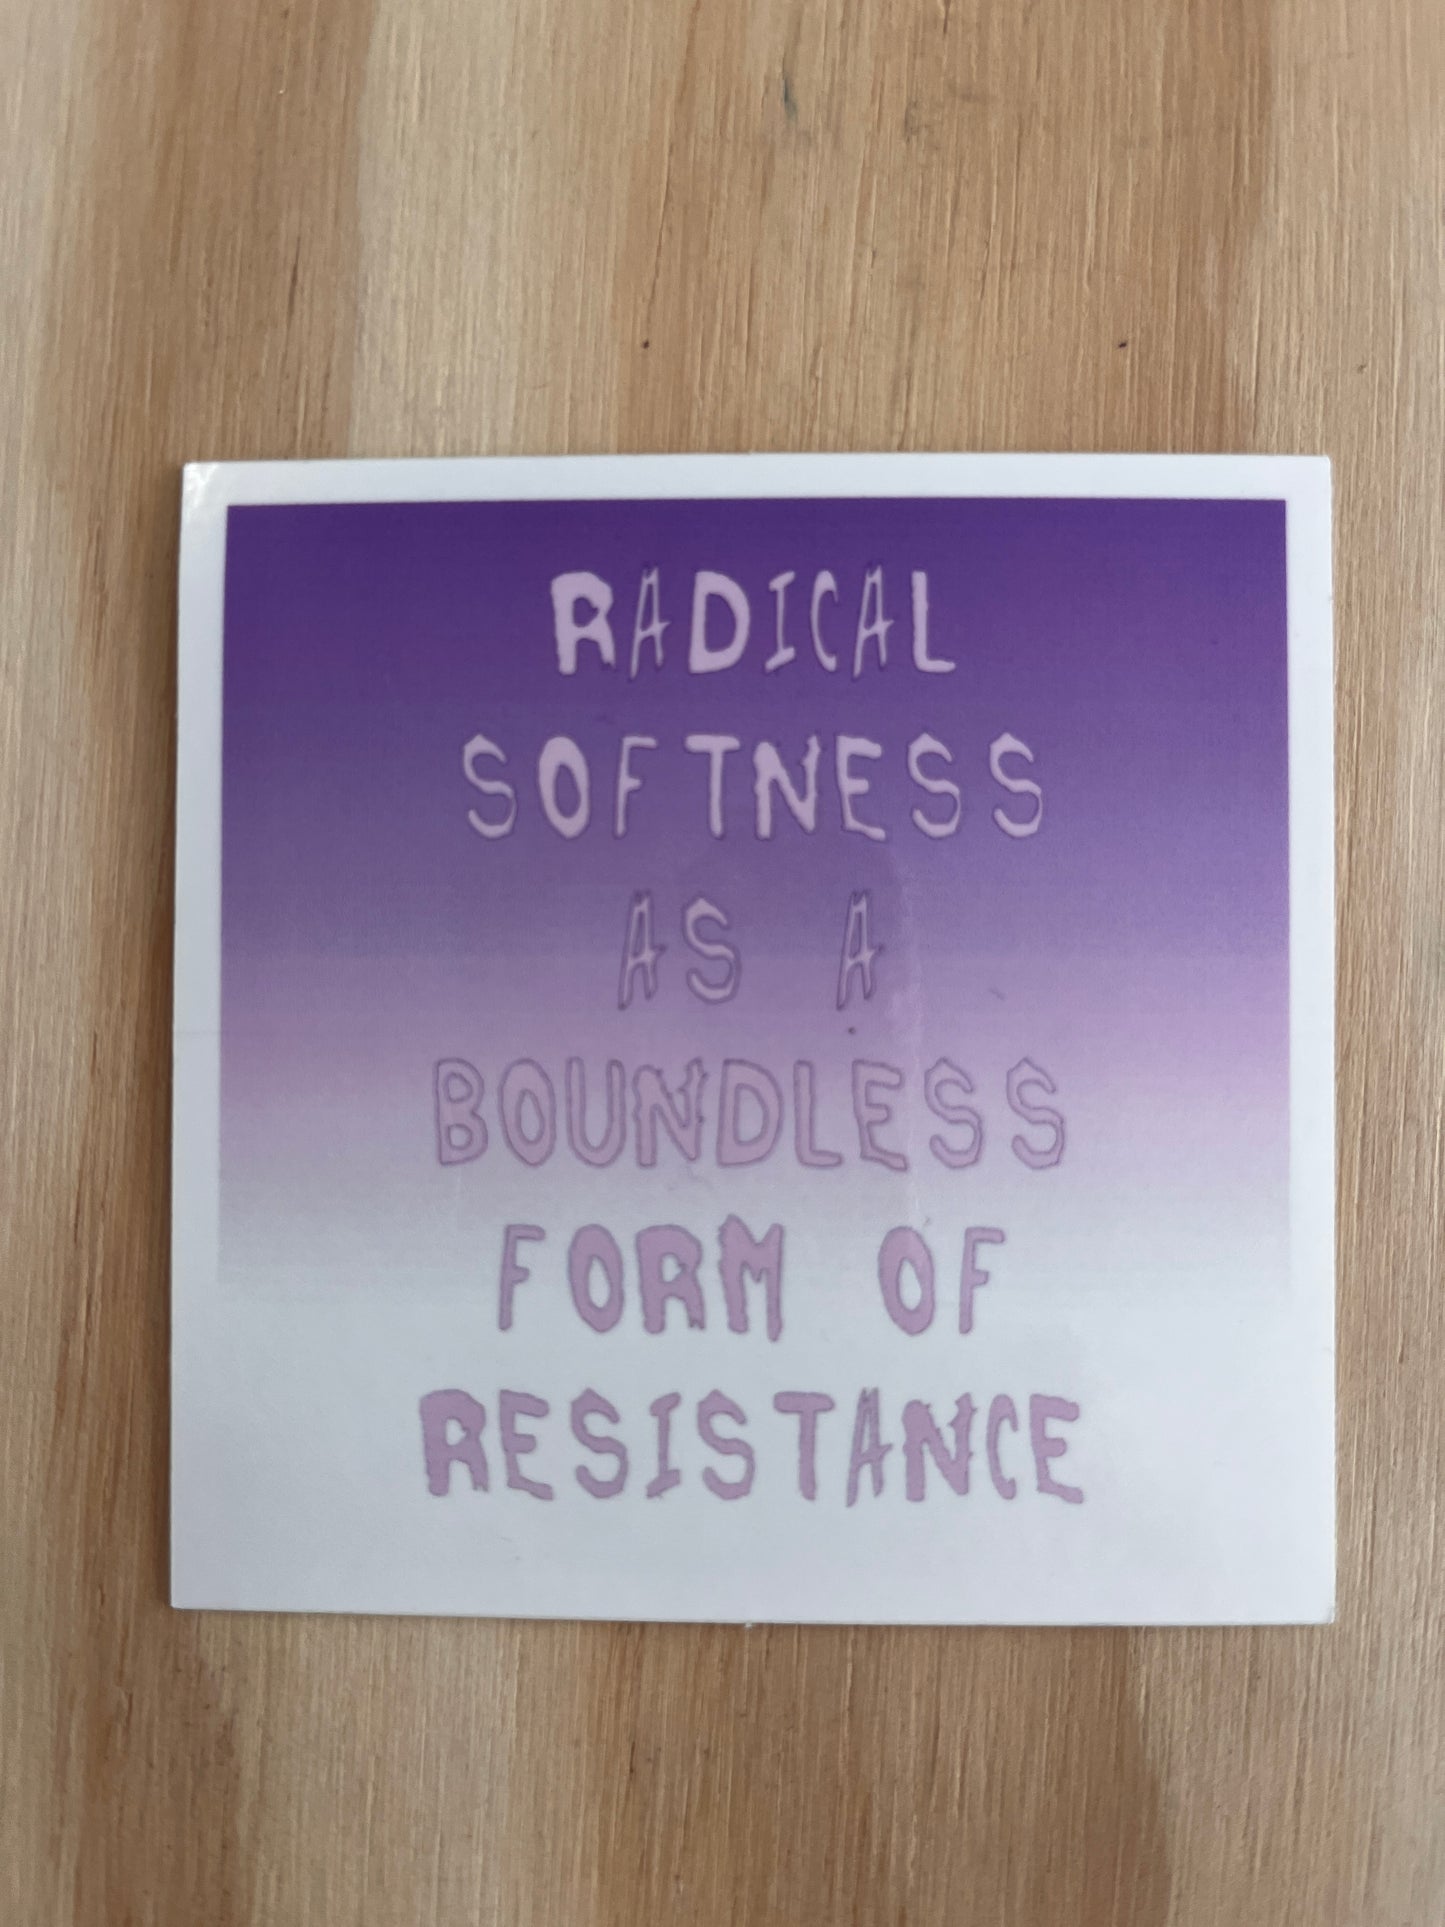 RADICAL
SOFTNESS
AS A
BOUNDLESS
FORM OF
RESISTANCE